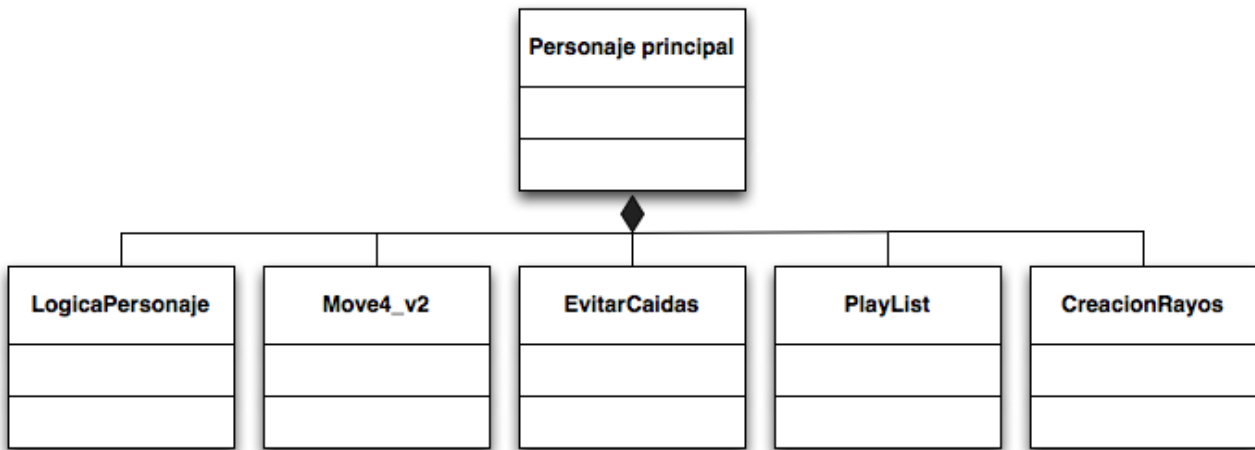 Personaje principal
LogicaPersonaje
Move4_v2
EvitarCaidas
PlayList
CreacionRayos